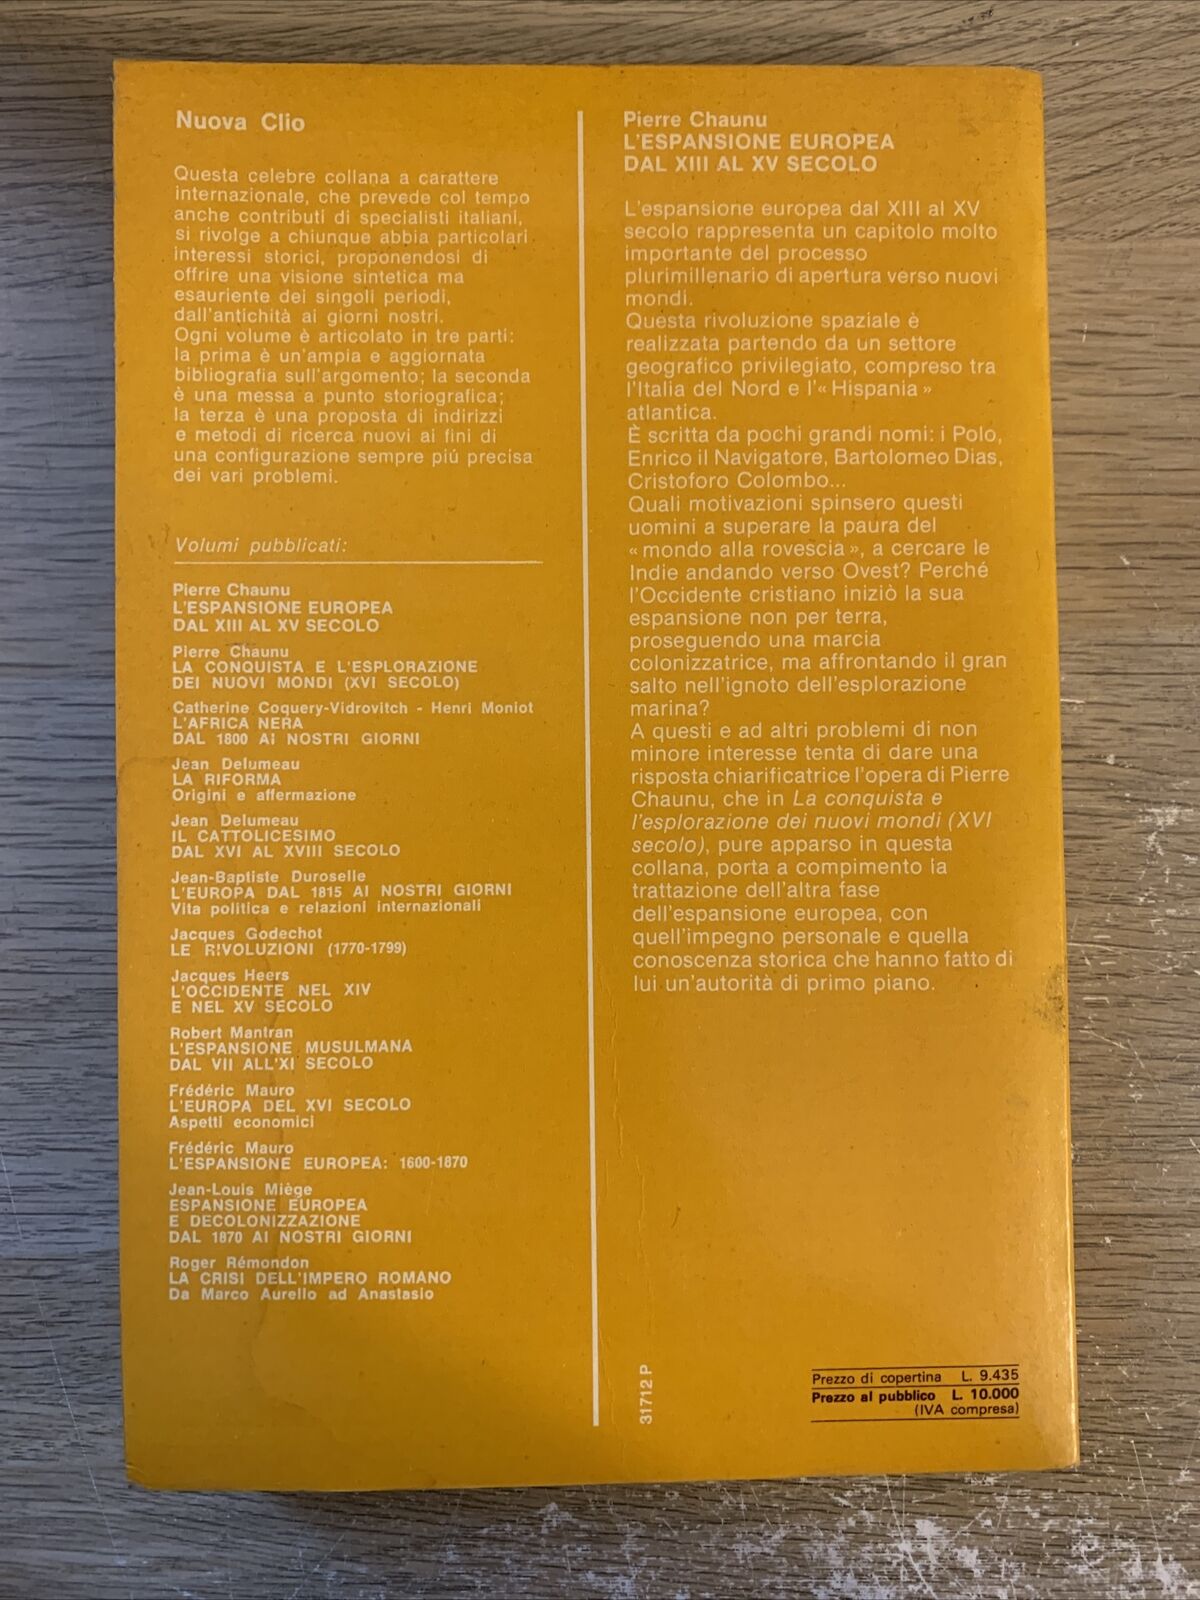 Nuova Clio
Questa celebre collana a carattere
internazionale, che prevede col tempo
anche contributi di specialisti italiani,
si rivolge a chiunque abbia particolari
interessi storici, proponendosi di
offrire una visione sintetica ma
esauriente dei singoli periodi,
dall'antichità ai giorni nostri.
Ogni volume è articolato in tre parti:
la prima è un'ampia e aggiornata
bibliografia sull'argomento; la seconda
è una messa a punto storiografica;
la terza è una proposta di indirizzi
e metodi di ricerca nuovi ai fini di
una configurazione sempre piú precisa
dei vari problemi.
Volumi pubblicati:
Pierre Chaunu
L'ESPANSIONE EUROPEA
DAL XIII AL XV SECOLO
Pierre Chaunu
LA CONQUISTA E L'ESPLORAZIONE
DEI NUOVI MONDI (XVI SECOLO)
Catherine Coquery-Vidrovitch - Henri Moniot
L'AFRICA NERA
DAL 1800 AI NOSTRI GIORNI
Jean Delumeau
LA RIFORMA
Origini e affermazione
Jean Delumeau
IL CATTOLICESIMO
DAL XVI AL XVIII SECOLO
Jean-Baptiste Duroselle
L'EUROPA DAL 1815 AI NOSTRI GIORNI
Vita politica e relazioni internazionali
Jacques Godechot
LE RIVOLUZIONI (1770-1799)
Jacques Heers
L'OCCIDENTE NEL XIV
E NEL XV SECOLO
Robert Mantran
L'ESPANSIONE MUSULMANA
DAL VII ALL'XI SECOLO
Frédéric Mauro
L'EUROPA DEL XVI SECOLO
Aspetti economici
Frédéric Mauro
L'ESPANSIONE EUROPEA: 1600-1870
Jean-Louis Miège
ESPANSIONE EUROPEA
E DECOLONIZZAZIONE
DAL 1870 AI NOSTRI GIORNI
Roger Rémondon
LA CRISI DELL'IMPERO ROMANO
Da Marco Aurelio ad Anastasio
Pierre Chaunu
L'ESPANSIONE EUROPEA
DAL XIII AL XV SECOLO
L'espansione europea dal XIII al XV
secolo rappresenta un capitolo molto
importante del processo
plurimillenario di apertura verso nuovi
mondi.
Questa rivoluzione spaziale è
realizzata partendo da un settore
geografico privilegiato, compreso tra
l'Italia del Nord e l'« Hispania »
atlantica.
È scritta da pochi grandi nomi: i Polo,
Enrico il Navigatore, Bartolomeo Dias,
Cristoforo Colombo...
Quali motivazioni spinsero questi
uomini a superare la paura del
« mondo alla rovescia », a cercare le
Indie andando verso Ovest? Perché
l'Occidente cristiano iniziò la sua
espansione non per terra,
proseguendo una marcia
colonizzatrice, ma affrontando il gran
salto nell'ignoto dell'esplorazione
marina?
A questi e ad altri problemi di non
minore interesse tenta di dare una
risposta chiarificatrice l'opera di Pierre
Chaunu, che in La conquista e
l'esplorazione dei nuovi mondi (XVI
secolo), pure apparso in questa
collana, porta a compimento la
trattazione dell'altra fase
dell'espansione europea, con
quell'impegno personale e quella
conoscenza storica che hanno fatto di
lui un'autorità di primo piano.
31712.P
Prezzo di copertina L. 9.435
Prezzo al pubblico L. 10.000
(IVA compresa)